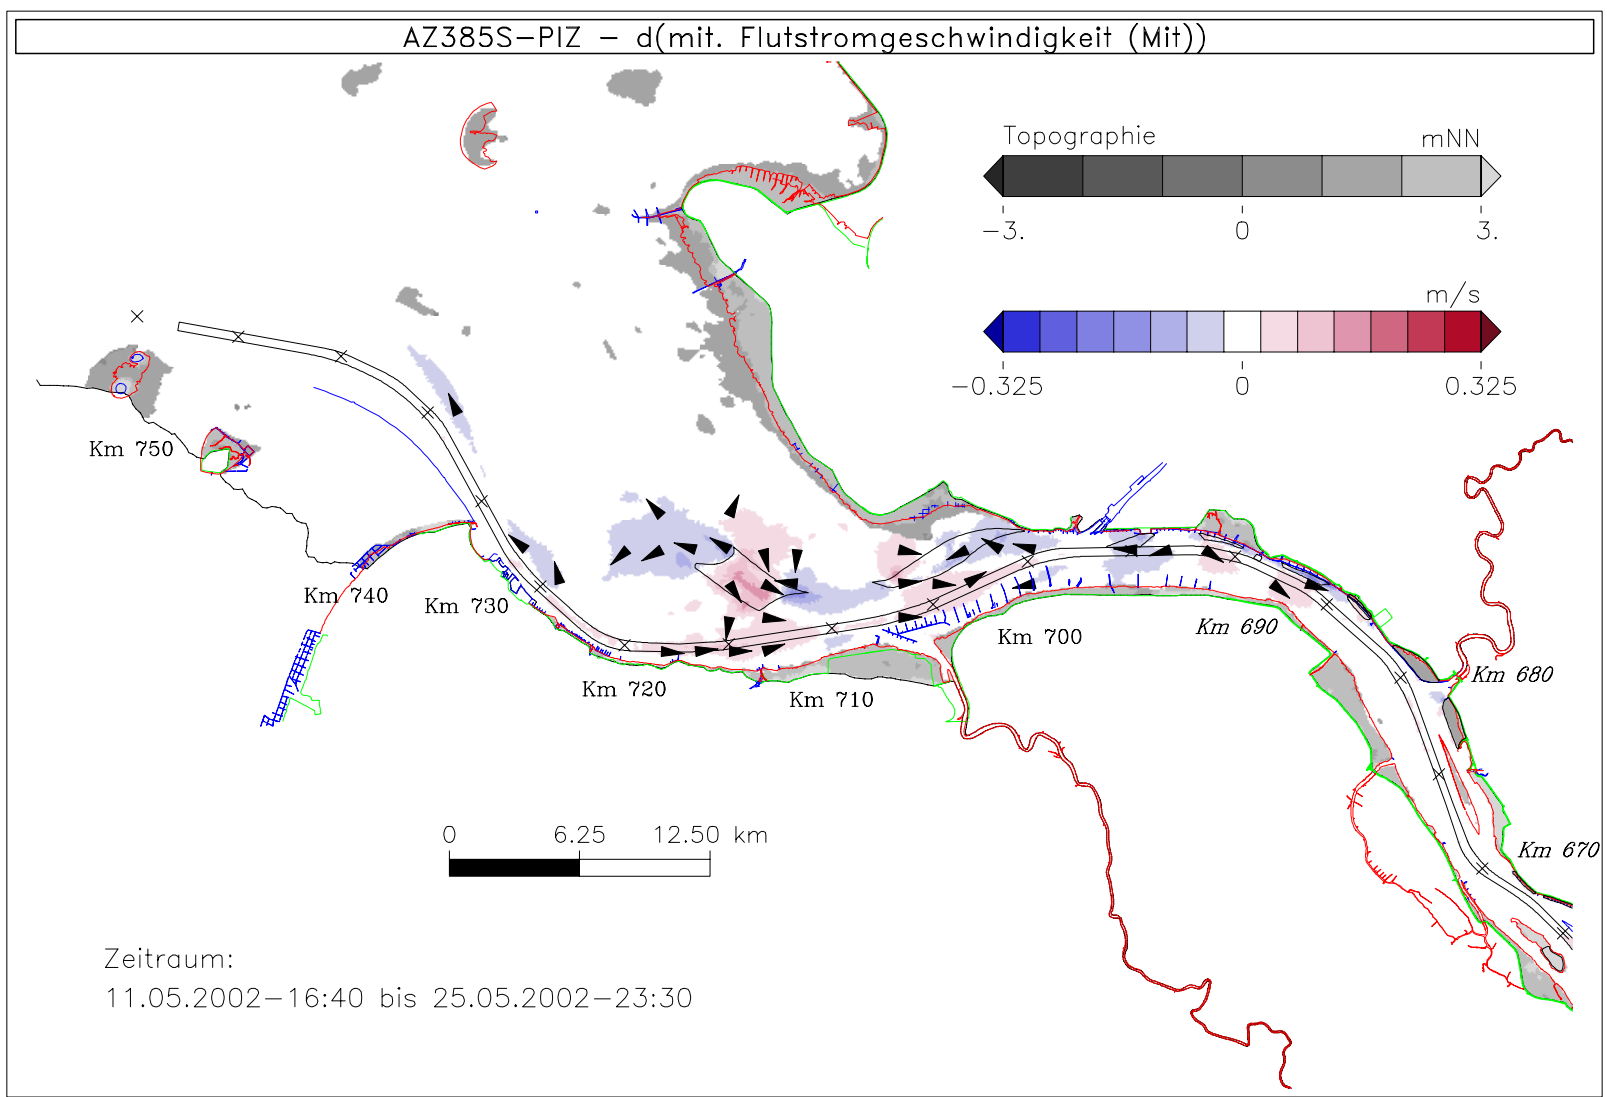 AZ385S-PIZ - d(mit. Flutstromgeschwindigkeit (Mit))
Topographie mNN
-3. 0 3.
m/s
-0.325 0 0.325
Km 750
Km 740
Km 730
Km 720
Km 710
Km 700
Km 690
Km 680
Km 670
0 6.25 12.50 km
Zeitraum:
11.05.2002-16:40 bis 25.05.2002-23:30